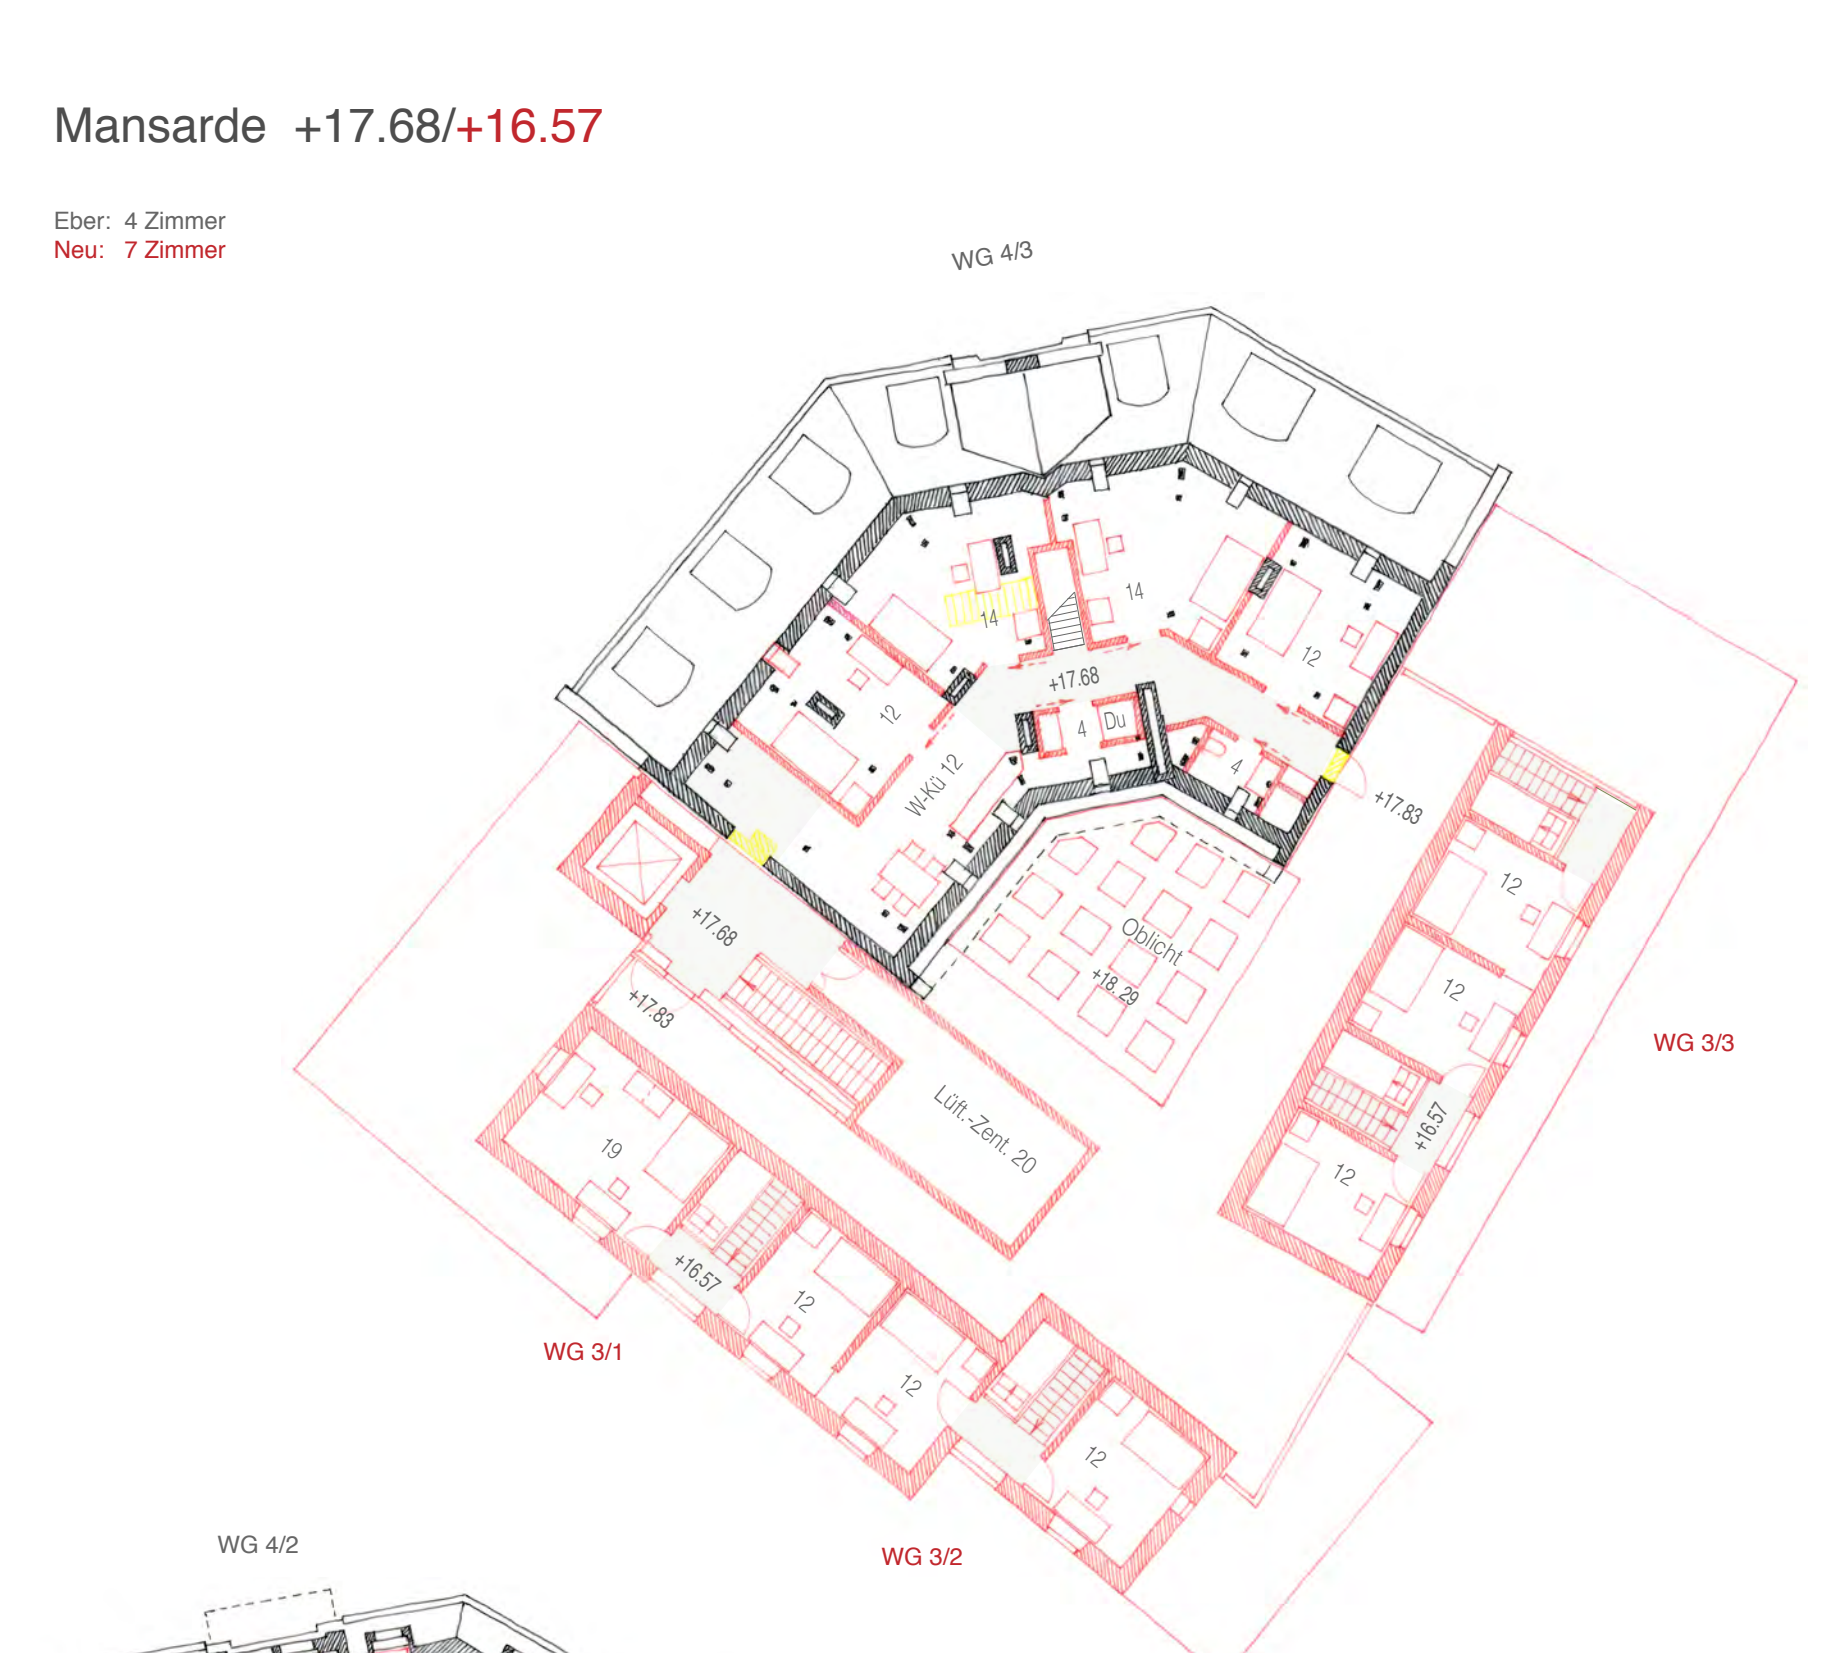 Mansarde +17.68/+16.57
Eber: 4 Zimmer
Neu: 7 Zimmer
WG 4/3
14
14
12
+17.68
12
4
Du
4
W-Kü 12
+17.83
+17.68
Oblicht
+18.29
12
12
+17.83
WG 3/3
Lüft.-Zent. 20
+16.57
19
12
+16.57
12
WG 3/1
12
12
WG 3/2
WG 4/2